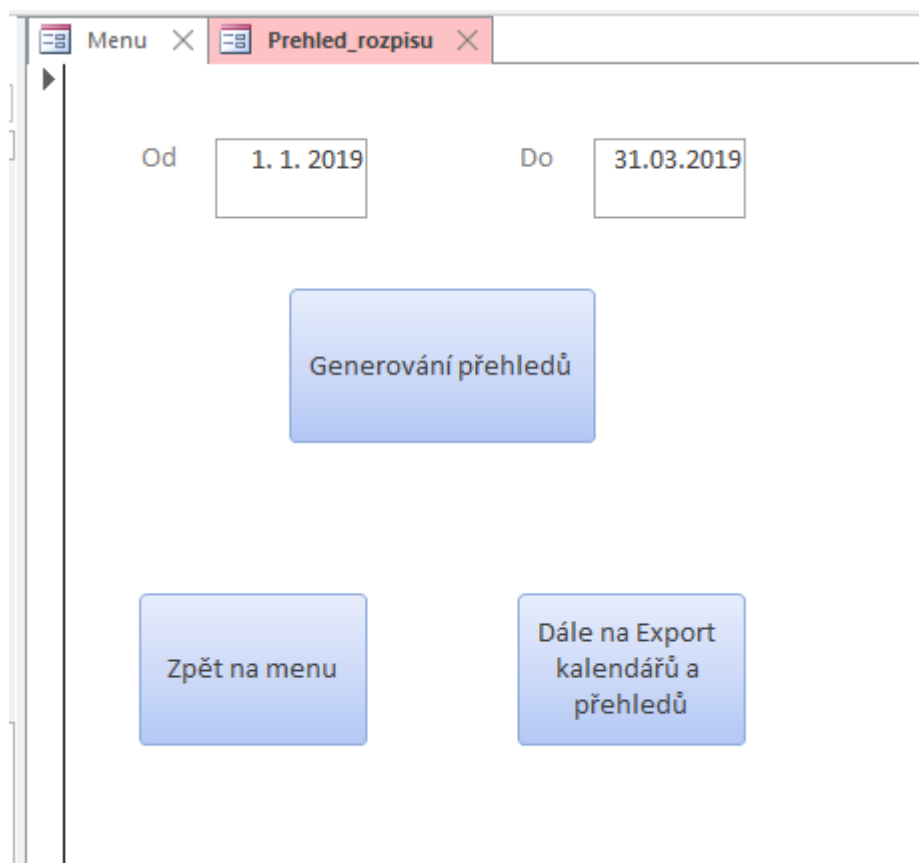 Menu
Prehled_rozpisu
Od
1. 1. 2019
Do
31.03.2019
Generování přehledů
Zpět na menu
Dále na Export
kalendářů a
přehledů